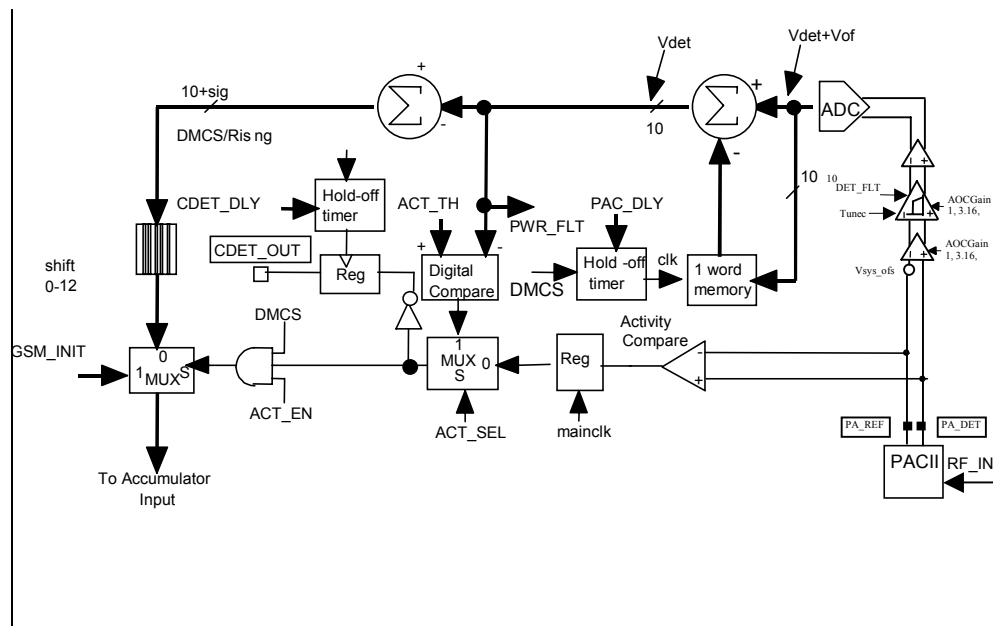 Vdet
Vdet+Vof
+
Σ
-
10+sig
DMCS/Ris ng
10
+
Σ
-
ADC
10
- +
10
DET_FLT
Tunec
- +
AOCGain
1, 3.16,
- +
AOCGain
1, 3.16,
Vsys_ofs
CDET_DLY
Hold-off
timer
ACT_TH
PWR_FLT
PAC_DLY
CDET_OUT
Reg
+
-
Digital
Compare
DMCS
Hold -off
timer
clk
1 word
memory
shift
0-12
Activity
Compare
DMCS
GSM_INIT
0
1
MUX
S
ACT_EN
1
MUX
S
0
ACT_SEL
Reg
mainclk
-
+
PA_REF
PA_DET
PACII
RF_IN
To Accumulator
Input